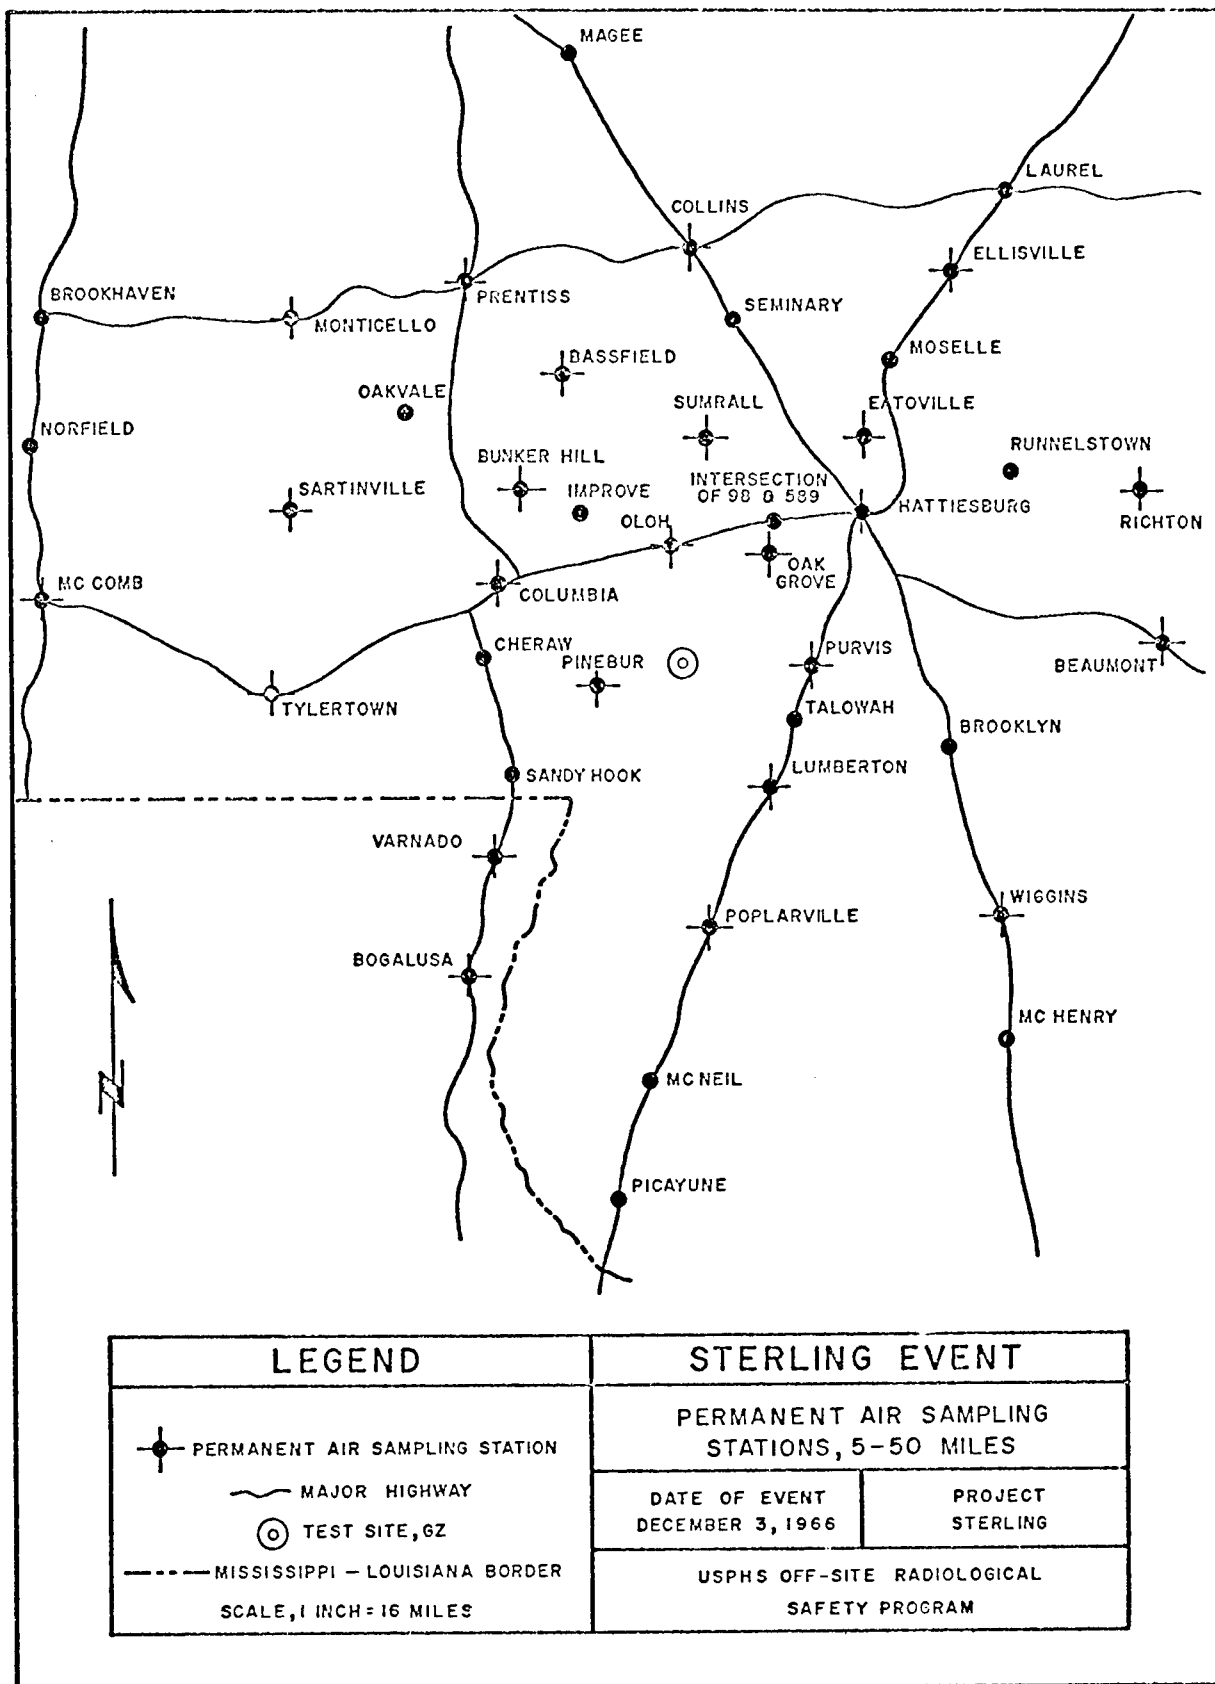 MAGEE
LAUREL
COLLINS
ELLISVILLE
BROOKHAVEN
PRENTISS
MONTICELLO
SEMINARY
MOSELLE
BASSFIELD
OAKVALE
SUMRALL
EATOVILLE
NORFIELD
RUNNELSTOWN
BUNKER HILL
INTERSECTION
OF 98 & 589
SARTINVILLE
IMPROVE
HATTIESBURG
RICHTON
OLOH
OAK
GROVE
MC COMB
COLUMBIA
CHERAW
PINEBUR
PURVIS
BEAUMONT
TYLERTOWN
TALOWAH
BROOKLYN
SANDY HOOK
LUMBERTON
VARNADO
WIGGINS
POPLARVILLE
BOGALUSA
MC HENRY
MC NEIL
N
PICAYUNE
LEGEND
PERMANENT AIR SAMPLING STATION
MAJOR HIGHWAY
TEST SITE, GZ
MISSISSIPPI - LOUISIANA BORDER
SCALE, 1 INCH = 16 MILES
STERLING EVENT
PERMANENT AIR SAMPLING
STATIONS, 5-50 MILES
DATE OF EVENT
DECEMBER 3, 1966
PROJECT
STERLING
USPHS OFF-SITE RADIOLOGICAL
SAFETY PROGRAM